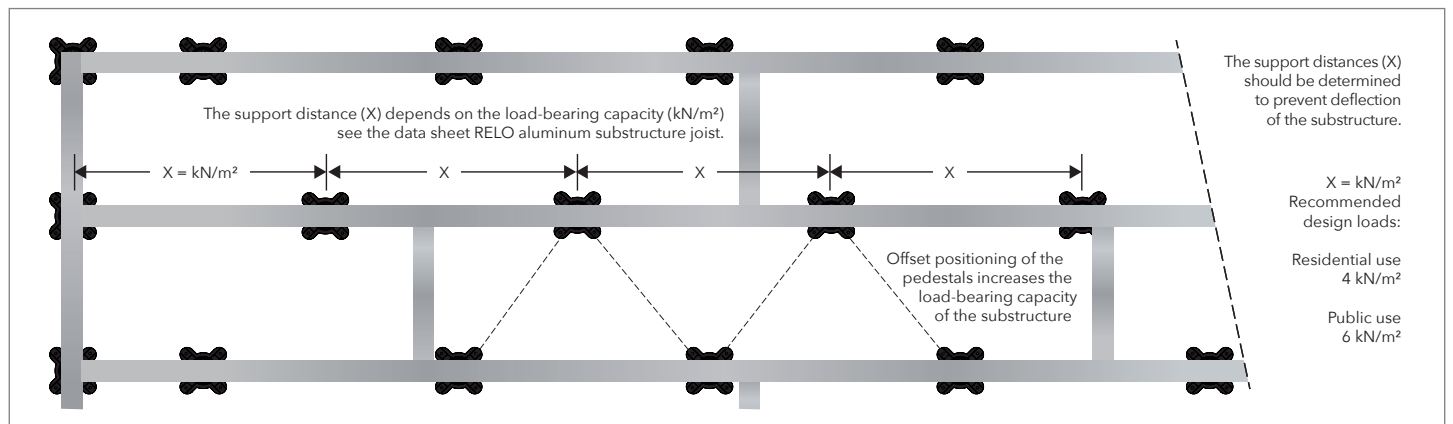 The support distance (X) depends on the load-bearing capacity (kN/m²)
see the data sheet RELO aluminum substructure joist.
X = kN/m²
X
X
X
Offset positioning of the
pedestals increases the
load-bearing capacity
of the substructure
The support distances (X)
should be determined
to prevent deflection
of the substructure.
X = kN/m²
Recommended
design loads:
Residential use
4 kN/m²
Public use
6 kN/m²